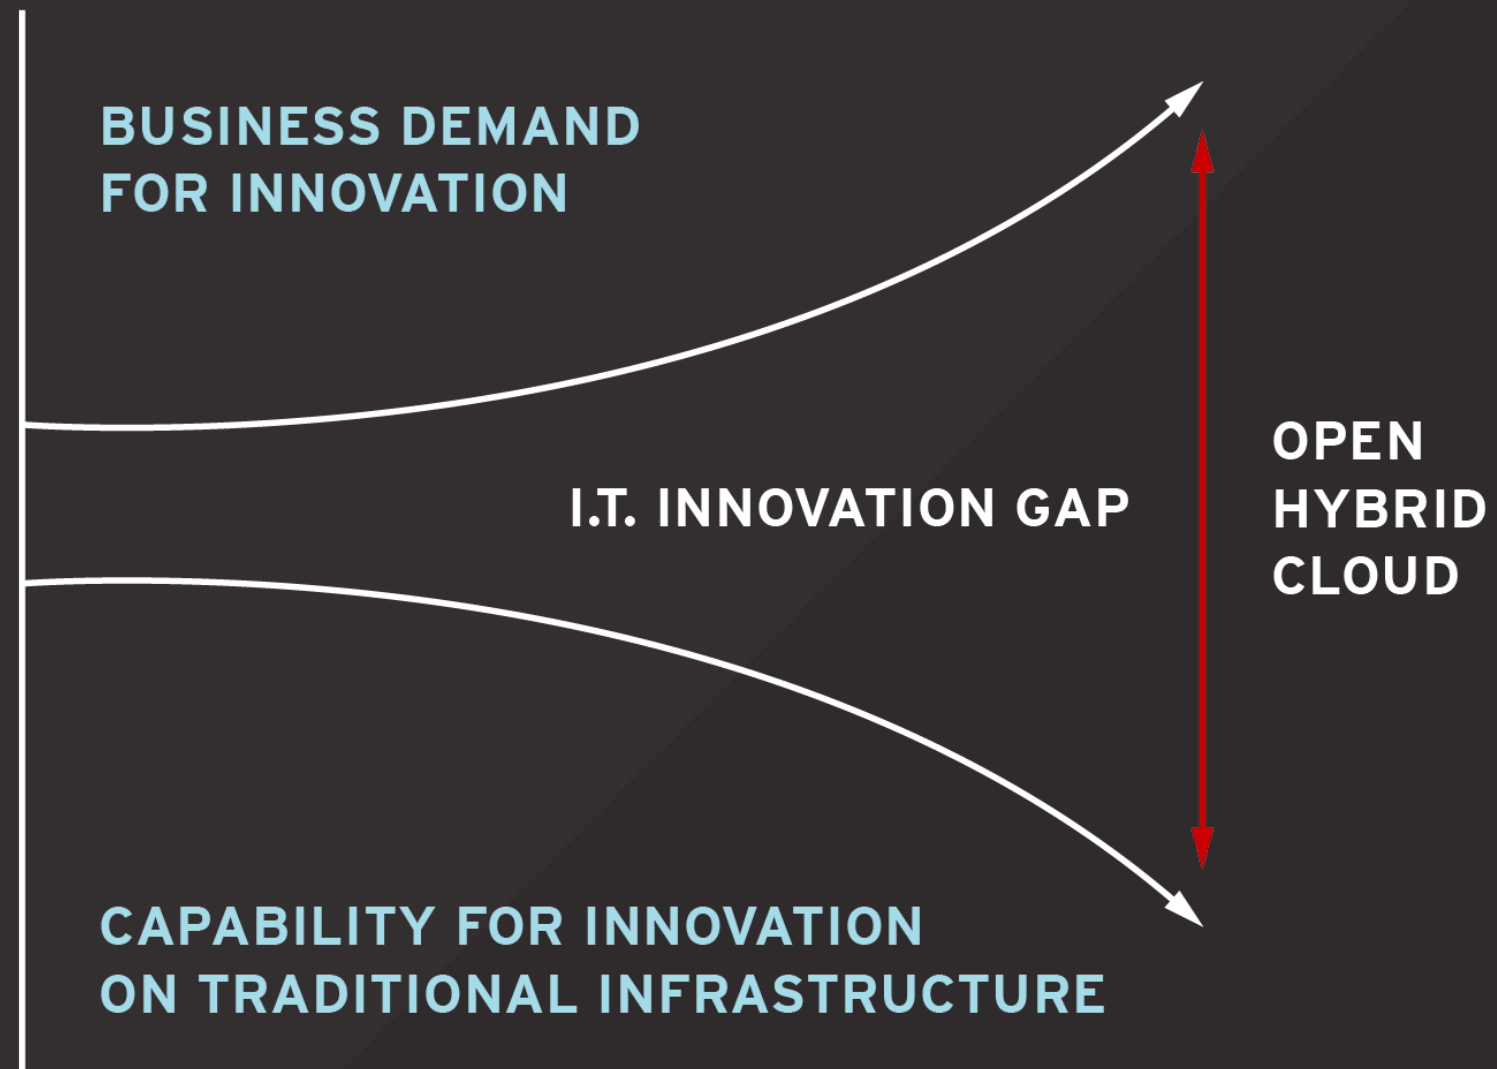 BUSINESS DEMAND
FOR INNOVATION
I.T. INNOVATION GAP
OPEN
HYBRID
CLOUD
CAPABILITY FOR INNOVATION
ON TRADITIONAL INFRASTRUCTURE